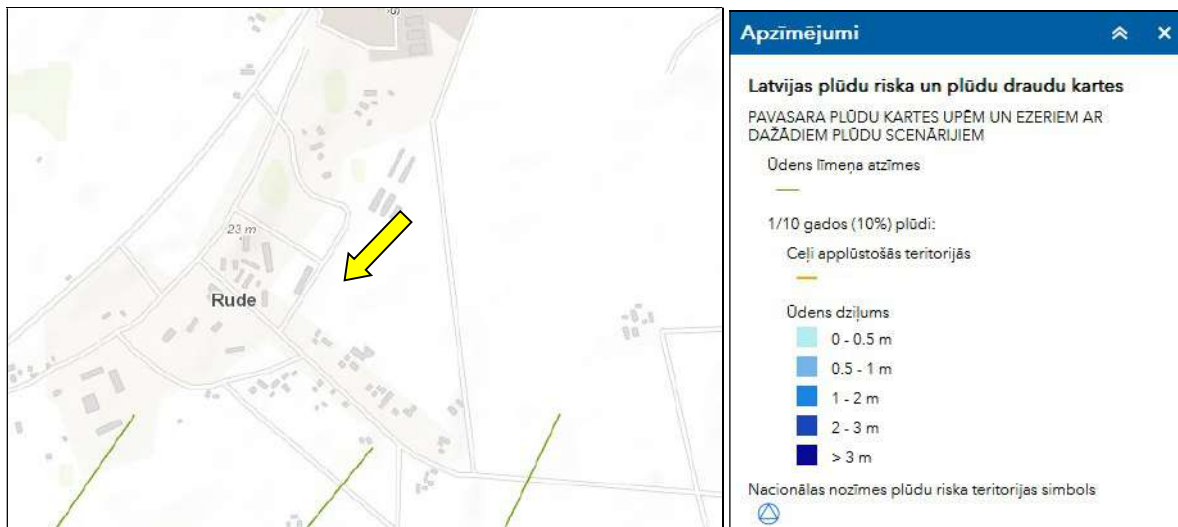 23 m
Rude
Apzīmējumi
Latvijas plūdu riska un plūdu draudu kartes
PAVASARA PLŪDU KARTES UPĒM UN EZERIEM AR
DAŽĀDIEM PLŪDU SCENĀRIJIEM
Ūdens līmeņa atzīmes
1/10 gados (10%) plūdi:
Ceļi applūstošās teritorijās
Ūdens dziļums
0 - 0.5 m
0.5 - 1 m
1 - 2 m
2 - 3 m
> 3 m
Nacionālas nozīmes plūdu riska teritorijas simbols